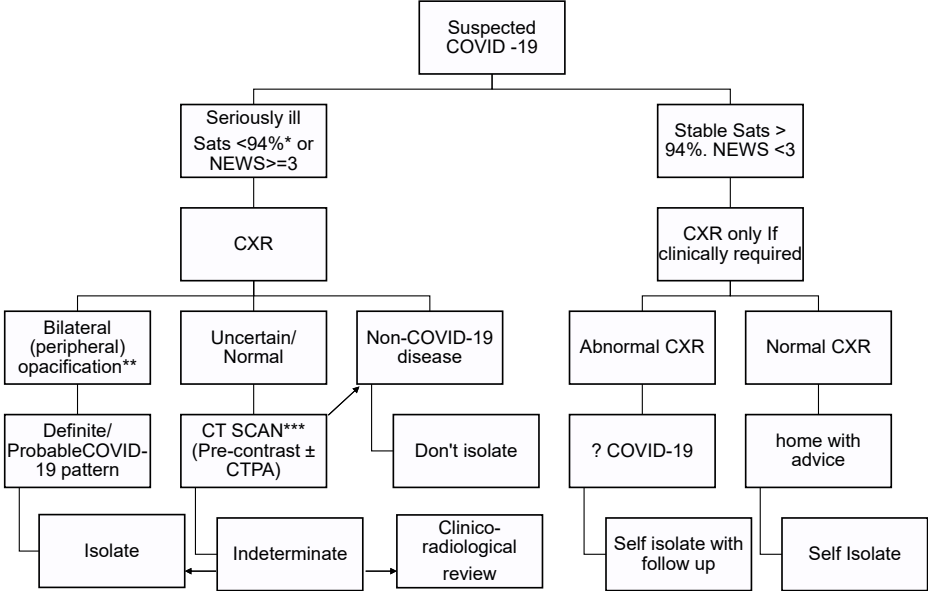 Suspected
COVID -19
Seriously ill
Sats <94%* or
NEWS>=3
Stable Sats >
94%. NEWS <3
CXR
CXR only If
clinically required
Bilateral
(peripheral)
opacification**
Uncertain/
Normal
Non-COVID-19
disease
Abnormal CXR
Normal CXR
Definite/
ProbableCOVID-
19 pattern
CT SCAN***
(Pre-contrast ±
CTPA)
Don't isolate
? COVID-19
home with
advice
Isolate
Indeterminate
Clinico-
radiological
review
Self isolate with
follow up
Self Isolate